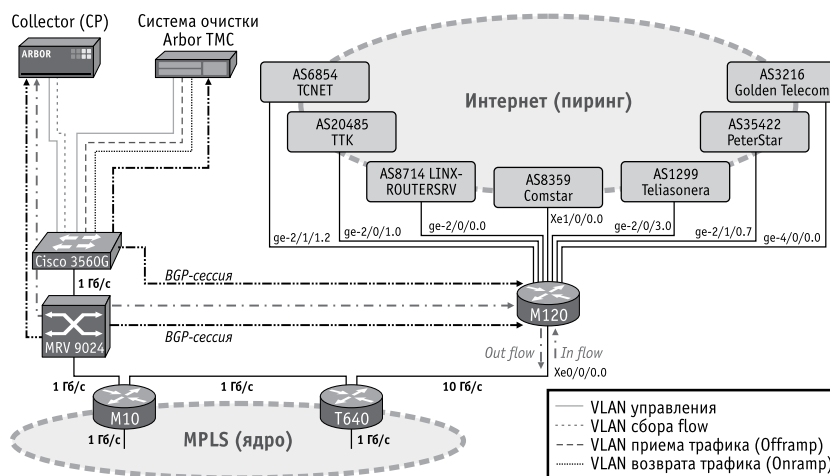 Collector (CP)
ARBOR
Система очистки
Arbor TMC
Интернет (пиринг)
AS6854
TCNET
AS3216
Golden Telecom
AS20485
TTK
AS35422
PeterStar
AS8714 LINX-
ROUTERSRV
AS8359
Comstar
AS1299
Teliasonera
ge-2/1/1.2
ge-2/0/1.0
ge-2/0/0.0
Xe1/0/0.0
ge-2/0/3.0
ge-2/1/0.7
ge-4/0/0.0
Cisco 3560G
1 Гб/с
BGP-сессия
MRV 9024
BGP-сессия
M120
Out flow
In flow
Xe0/0/0.0
1 Гб/с
1 Гб/с
10 Гб/с
M10
T640
1 Гб/с
MPLS (ядро)
1 Гб/с
VLAN управления
VLAN сбора flow
VLAN приема трафика (Offramp)
VLAN возврата трафика (Onramp)